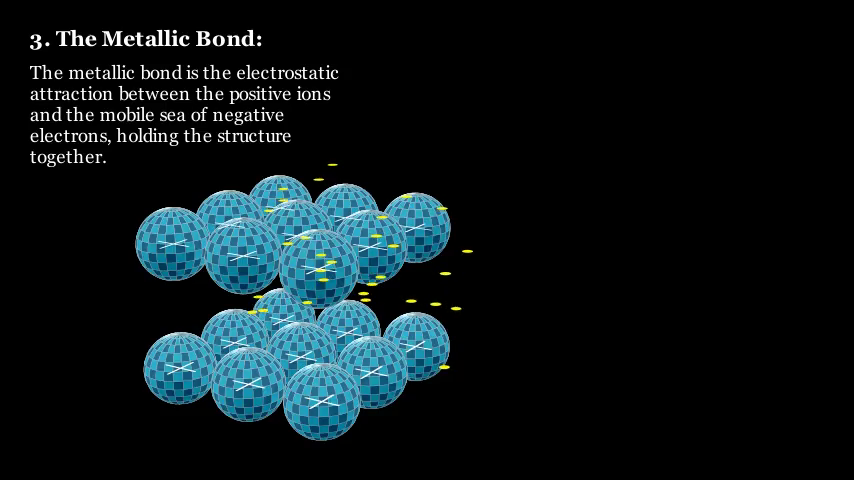 3. The Metallic Bond:
The metallic bond is the electrostatic
attraction between the positive ions
and the mobile sea of negative
electrons, holding the structure
together.